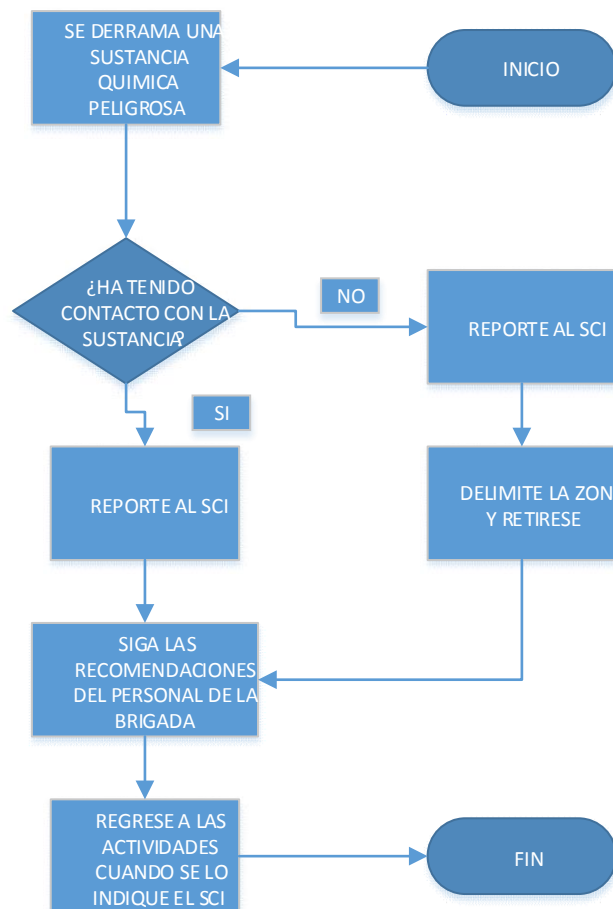 INICIO
SE DERRAMA UNA
SUSTANCIA
QUIMICA
PELIGROSA
¿HA TENIDO
CONTACTO CON LA
SUSTANCIA?
NO
REPORTE AL SCI
DELIMITE LA ZON
Y RETIRESE
SI
REPORTE AL SCI
SIGA LAS
RECOMENDACIONES
DEL PERSONAL DE LA
BRIGADA
REGRESE A LAS
ACTIVIDADES
CUANDO SE LO
INDIQUE EL SCI
FIN